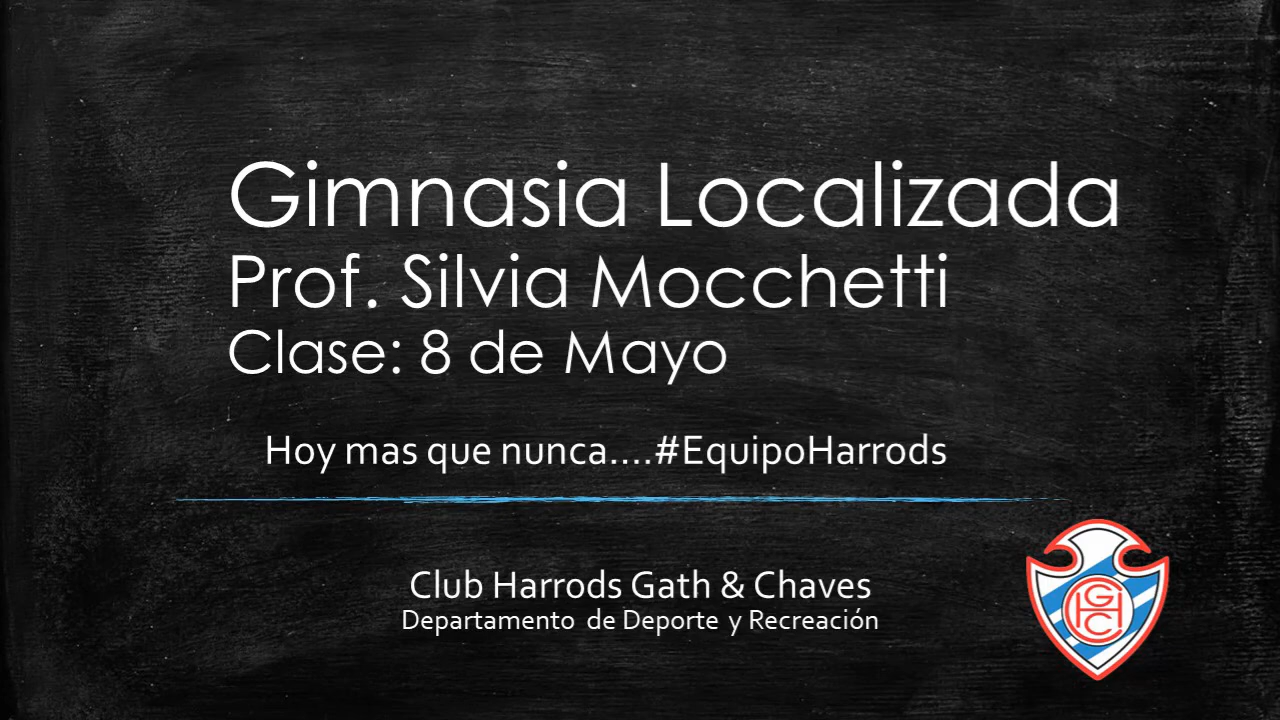 Gimnasia Localizada
Prof. Silvia Mocchetti
Clase: 8 de Mayo
Hoy mas que nunca....#EquipoHarrods
Club Harrods Gath & Chaves
Departamento de Deporte y Recreación
HGHC